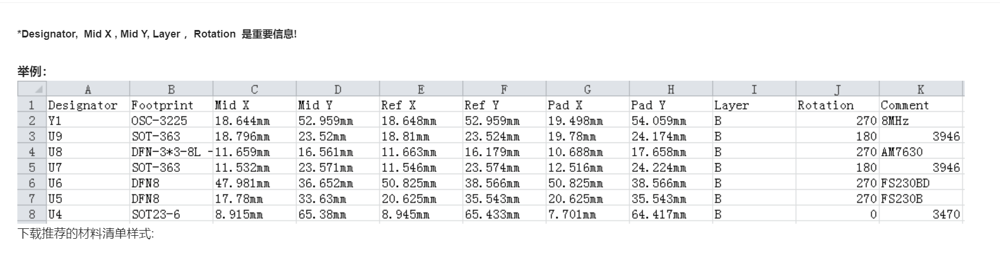 *Designator, Mid X , Mid Y, Layer ， Rotation 是重要信息!
举例：
A B C D E F G H I J K
1 Designator Footprint Mid X Mid Y Ref X Ref Y Pad X Pad Y Layer Rotation Comment
2 Y1 OSC-3225 18.644mm 52.959mm 18.648mm 52.959mm 19.498mm 54.059mm B 270 8MHz
3 U9 SOT-363 18.796mm 23.52mm 18.81mm 23.524mm 19.78mm 24.174mm B 180 3946
4 U8 DFN-3*3-8L - 11.659mm 16.561mm 11.663mm 16.179mm 10.688mm 17.658mm B 270 AM7630
5 U7 SOT-363 11.532mm 23.571mm 11.546mm 23.574mm 12.516mm 24.224mm B 180 3946
6 U6 DFN8 47.981mm 36.652mm 50.825mm 38.566mm 50.825mm 38.566mm B 270 FS230BD
7 U5 DFN8 17.78mm 33.63mm 20.625mm 35.543mm 20.625mm 35.543mm B 270 FS230B
8 U4 SOT23-6 8.915mm 65.38mm 8.945mm 65.433mm 7.701mm 64.417mm B 0 3470
下载推荐的材料清单样式: